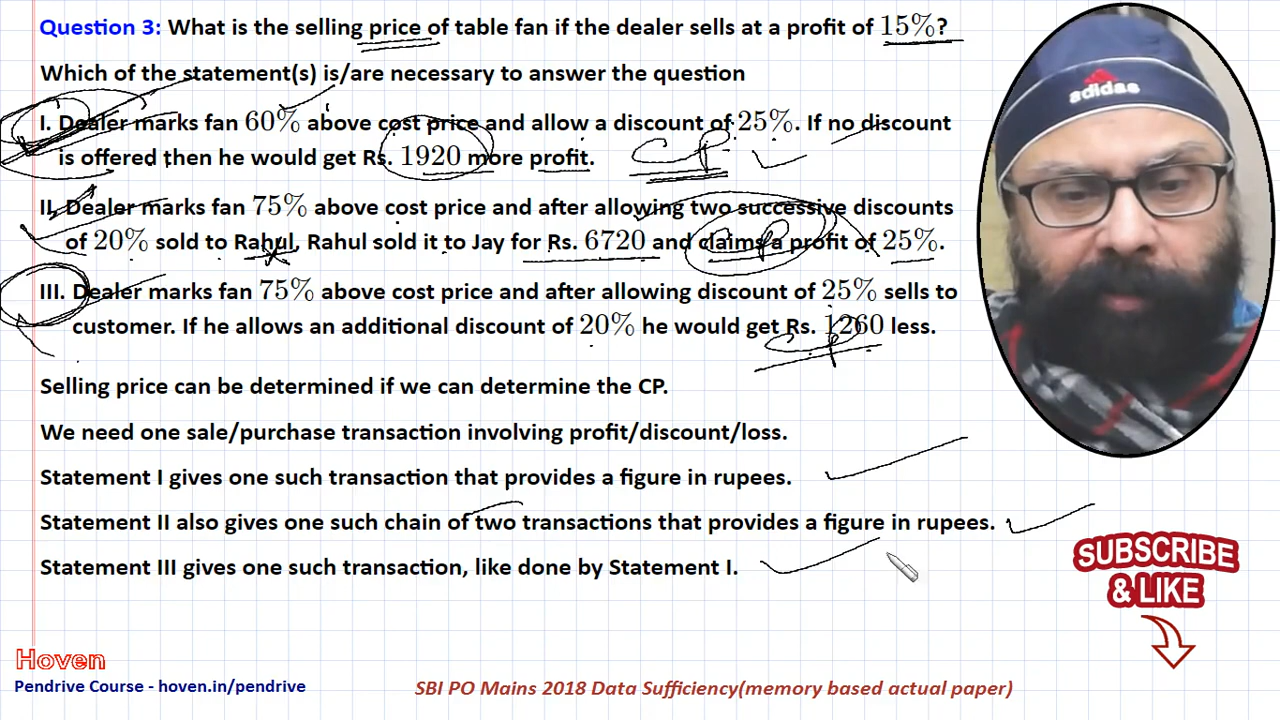 Question 3: What is the selling price of table fan if the dealer sells at a profit of 15%?
Which of the statement(s) is/are necessary to answer the question
I. Dealer marks fan 60% above cost price and allow a discount of 25%. If no discount
is offered then he would get Rs. 1920 more profit. CP
II. Dealer marks fan 75% above cost price and after allowing two successive discounts
of 20% sold to Rahul, Rahul sold it to Jay for Rs. 6720 and claims a profit of 25%.
III. Dealer marks fan 75% above cost price and after allowing discount of 25% sells to
customer. If he allows an additional discount of 20% he would get Rs. 1260 less.
CP
Selling price can be determined if we can determine the CP.
We need one sale/purchase transaction involving profit/discount/loss.
Statement I gives one such transaction that provides a figure in rupees.
Statement II also gives one such chain of two transactions that provides a figure in rupees.
Statement III gives one such transaction, like done by Statement I.
adidas
SUBSCRIBE
& LIKE
Hoven
Pendrive Course - hoven.in/pendrive
SBI PO Mains 2018 Data Sufficiency(memory based actual paper)